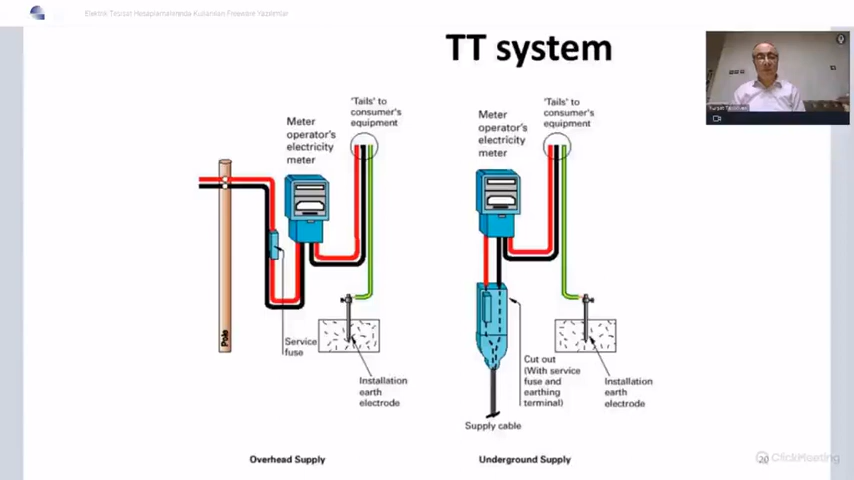 Elektrik Tesisat Hesaplamalarında Kullanılan Freeware Yazılımlar
TT system
'Tails' to
consumer's
equipment
Meter
operator's
electricity
meter
Pole
Service
fuse
Installation
earth
electrode
Overhead Supply
'Tails' to
consumer's
equipment
Meter
operator's
electricity
meter
Cut out
(With service
fuse and
earthing
terminal)
Installation
earth
electrode
Supply cable
Underground Supply
20
ClickMeeting